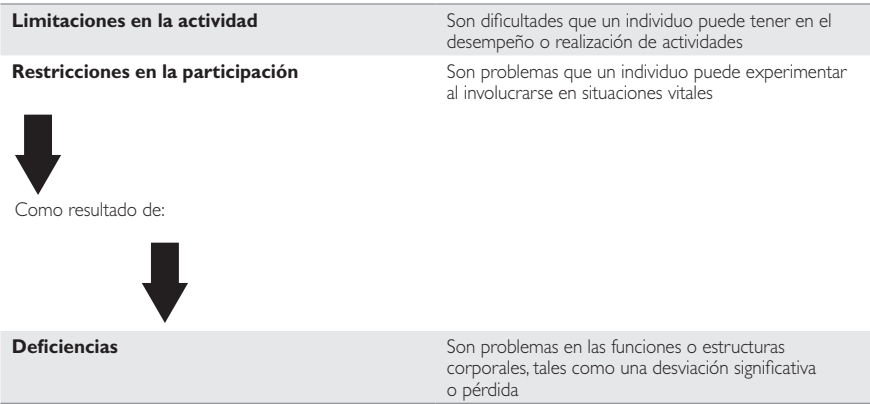 Limitaciones en la actividad
Son dificultades que un individuo puede tener en el
desempeño o realización de actividades
Restricciones en la participación
Son problemas que un individuo puede experimentar
al involucrarse en situaciones vitales
Como resultado de:
Deficiencias
Son problemas en las funciones o estructuras
corporales, tales como una desviación significativa
o pérdida